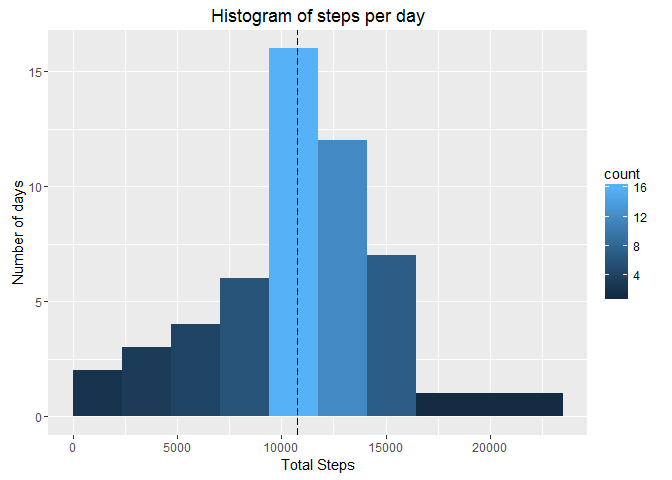 Histogram of steps per day
15
10
5
0
Number of days
0 5000 10000 15000 20000
Total Steps
count
16
12
8
4